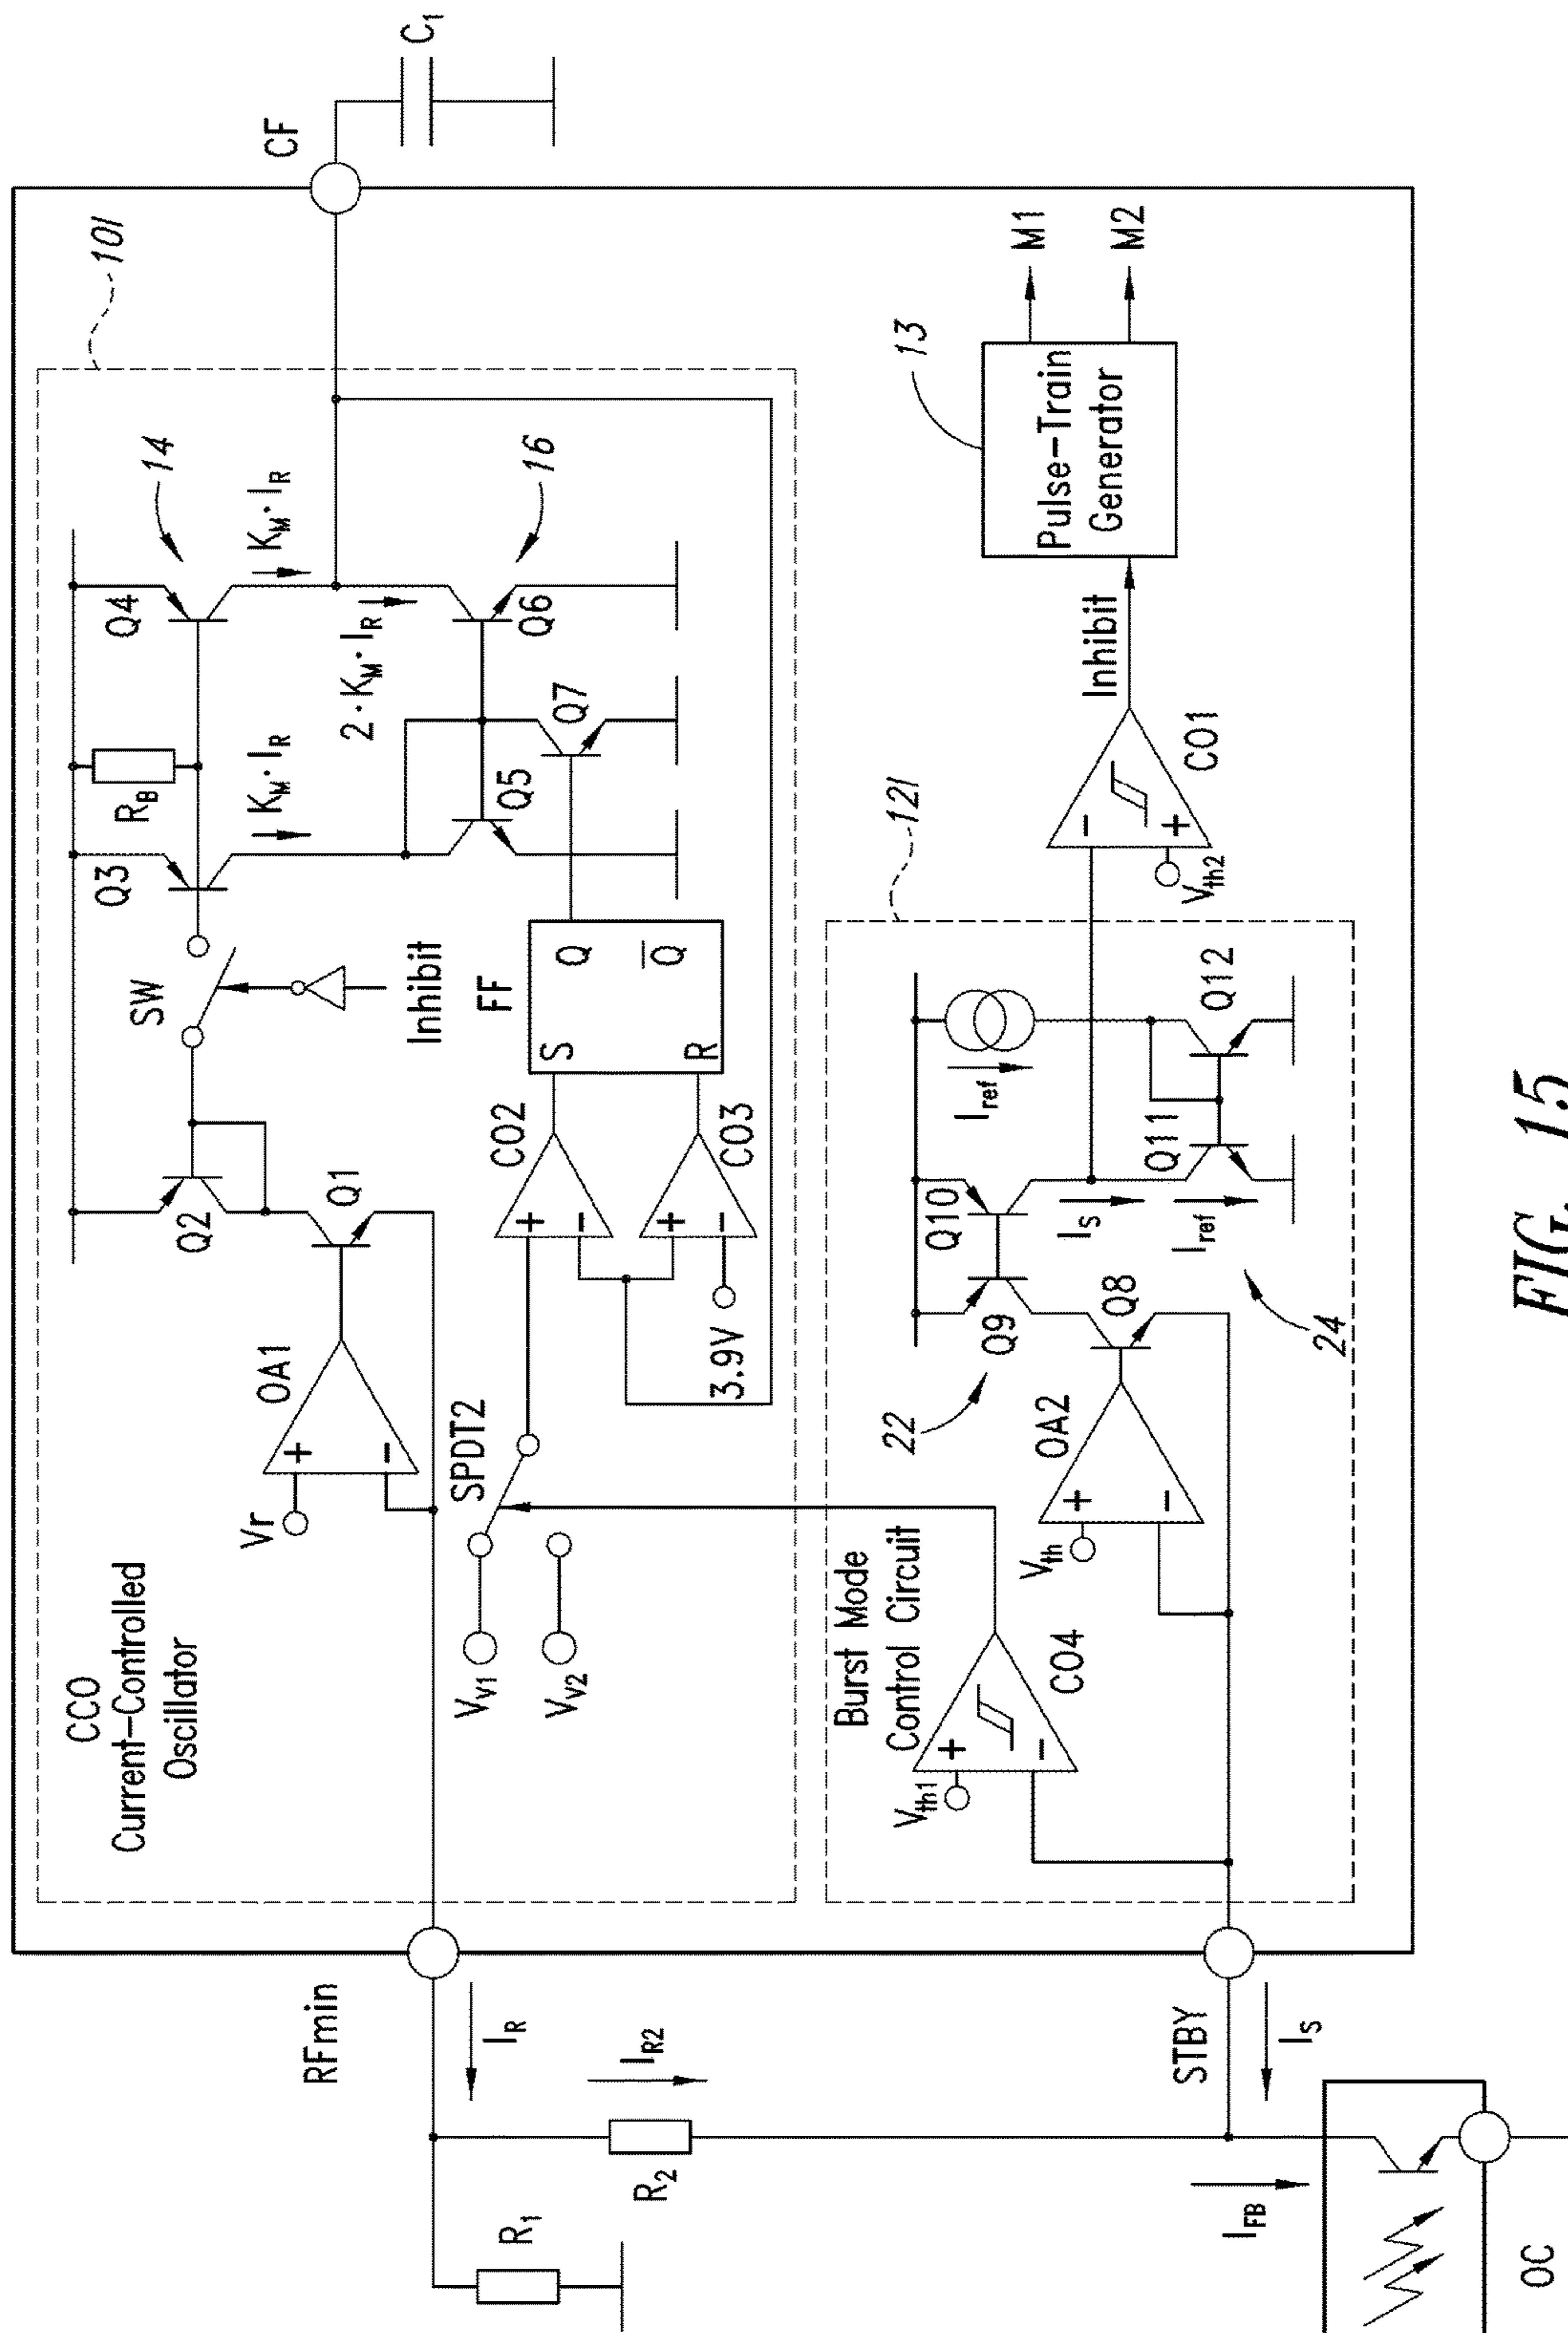 CCO
Current-Controlled
Oscillator
101
CF
C1
Vr
OA1
+
-
Q1
Q2
SW
Inhibit
Q3
RB
Q4
14
KM·IR
KM·IR
2·KM·IR
16
Q5
Q7
Q6
FF
S
R
Q
Q̅
CO2
+
-
CO3
+
-
3.9V
SPDT2
Vv1
Vv2
RFmin
IR
IR2
R1
R2
Burst Mode
Control Circuit
121
Vth1
+
-
CO4
Vth
+
-
OA2
22
Q8
Q9
Q10
IS
Iref
Iref
Q11
Q12
24
Vth2
-
+
CO1
Inhibit
13
Pulse-Train
Generator
M1
M2
STBY
IS
IFB
OC
FIG. 15